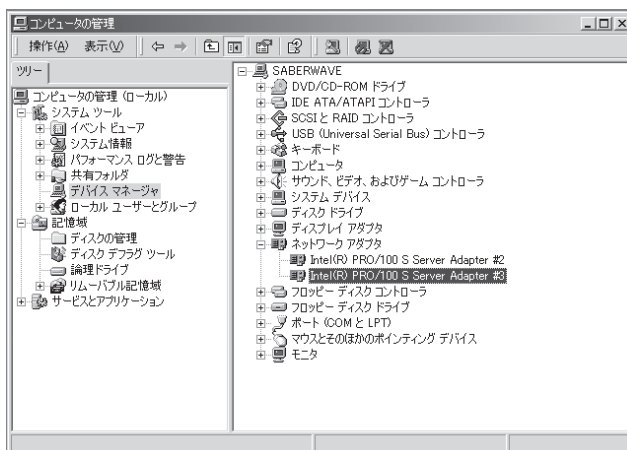 コンピュータの管理
操作(A) 表示(V)
ツリー
コンピュータの管理 (ローカル)
システム ツール
イベント ビューア
システム情報
パフォーマンス ログと警告
共有フォルダ
デバイス マネージャ
ローカル ユーザーとグループ
記憶域
ディスクの管理
ディスク デフラグ ツール
論理ドライブ
リムーバブル記憶域
サービスとアプリケーション
SABERWAVE
DVD/CD-ROM ドライブ
IDE ATA/ATAPI コントローラ
SCSI と RAID コントローラ
USB (Universal Serial Bus) コントローラ
キーボード
コンピュータ
サウンド、ビデオ、およびゲーム コントローラ
システム デバイス
ディスク ドライブ
ディスプレイ アダプタ
ネットワーク アダプタ
Intel(R) PRO/100 S Server Adapter #2
Intel(R) PRO/100 S Server Adapter #3
フロッピー ディスク コントローラ
フロッピー ディスク ドライブ
ポート (COM と LPT)
マウスとそのほかのポインティング デバイス
モニタ